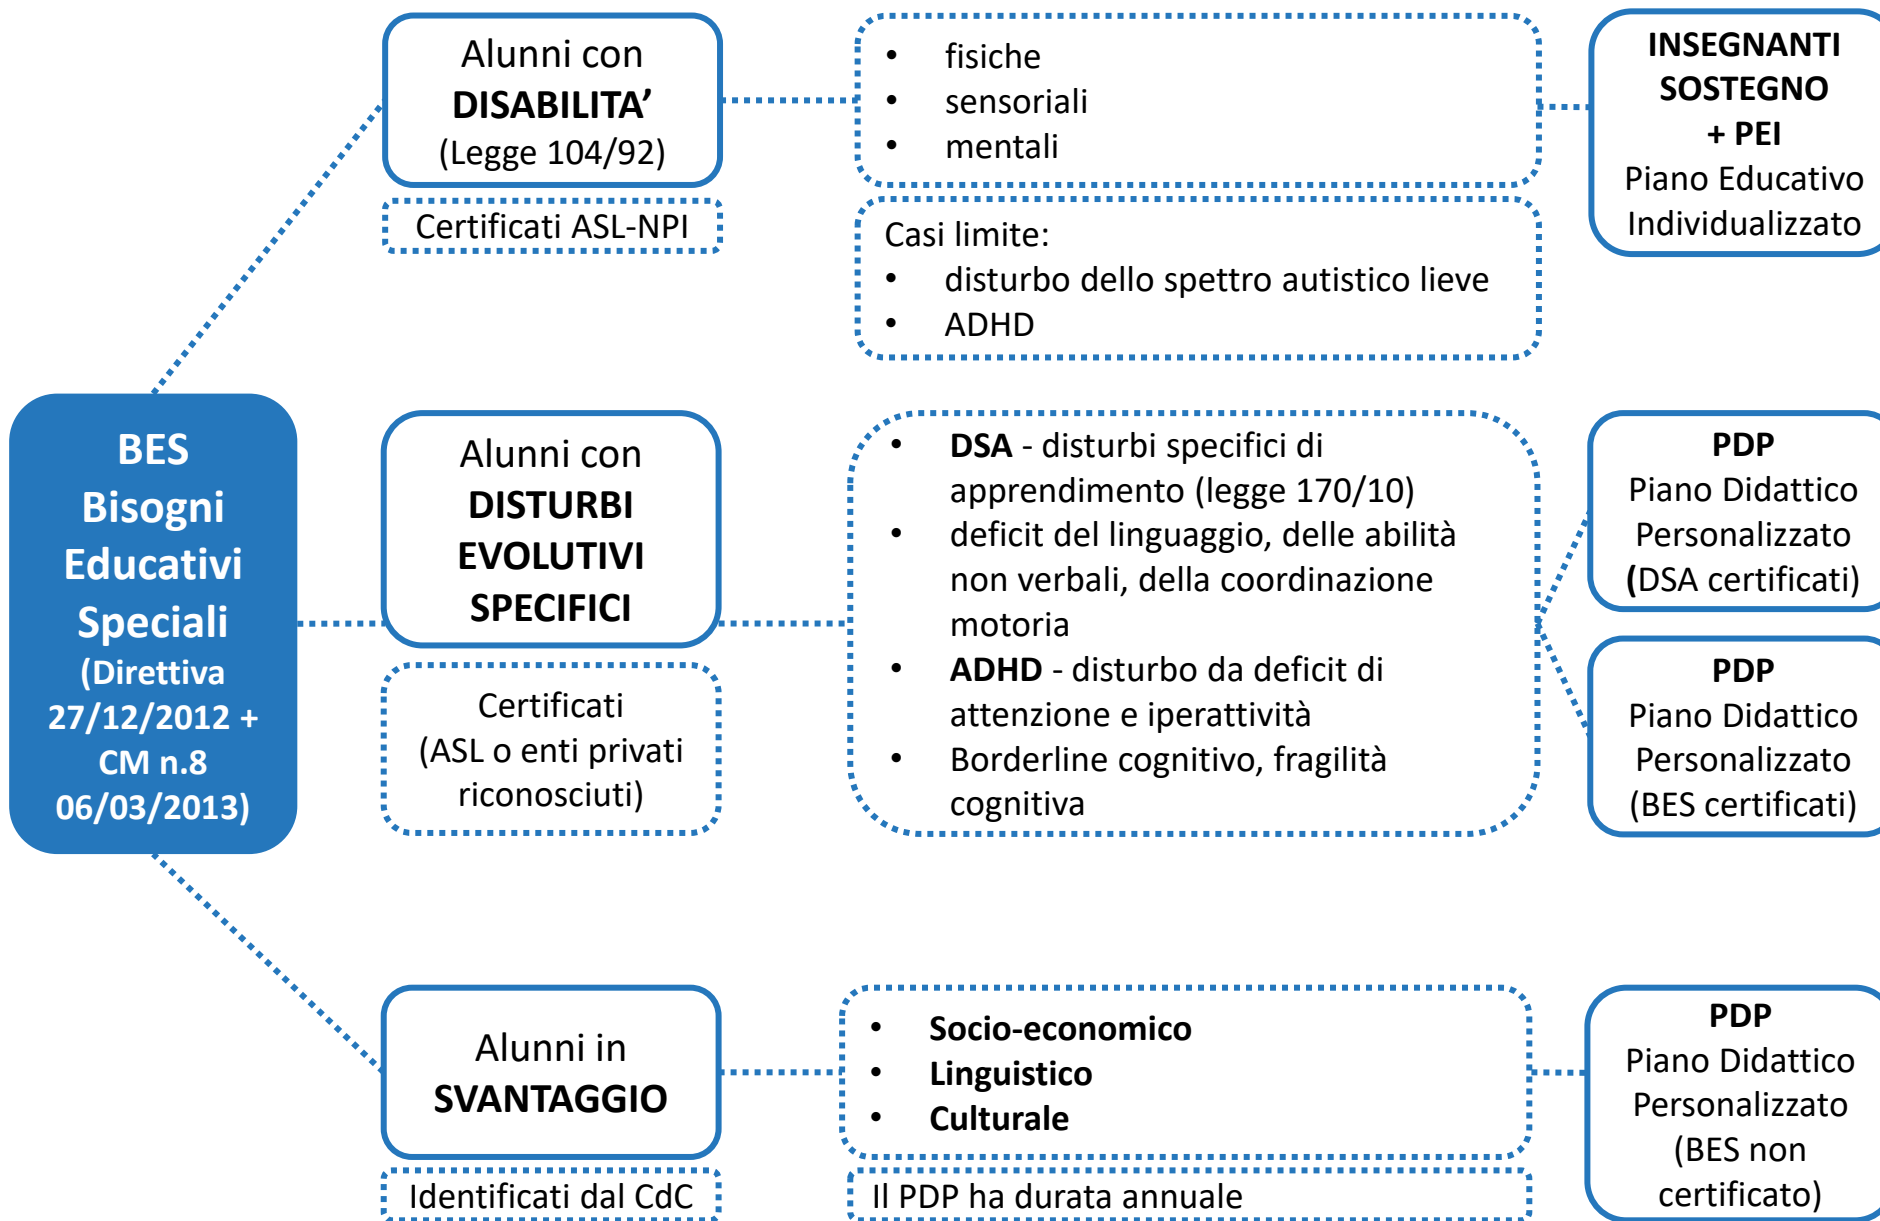 BES
Bisogni
Educativi
Speciali
(Direttiva
27/12/2012 +
CM n.8
06/03/2013)
Alunni con
DISABILITA’
(Legge 104/92)
Certificati ASL-NPI
• fisiche
• sensoriali
• mentali
Casi limite:
• disturbo dello spettro autistico lieve
• ADHD
INSEGNANTI
SOSTEGNO
+ PEI
Piano Educativo
Individualizzato
Alunni con
DISTURBI
EVOLUTIVI
SPECIFICI
Certificati
(ASL o enti privati
riconosciuti)
• DSA - disturbi specifici di
apprendimento (legge 170/10)
• deficit del linguaggio, delle abilità
non verbali, della coordinazione
motoria
• ADHD - disturbo da deficit di
attenzione e iperattività
• Borderline cognitivo, fragilità
cognitiva
PDP
Piano Didattico
Personalizzato
(DSA certificati)
PDP
Piano Didattico
Personalizzato
(BES certificati)
Alunni in
SVANTAGGIO
Identificati dal CdC
• Socio-economico
• Linguistico
• Culturale
Il PDP ha durata annuale
PDP
Piano Didattico
Personalizzato
(BES non
certificato)